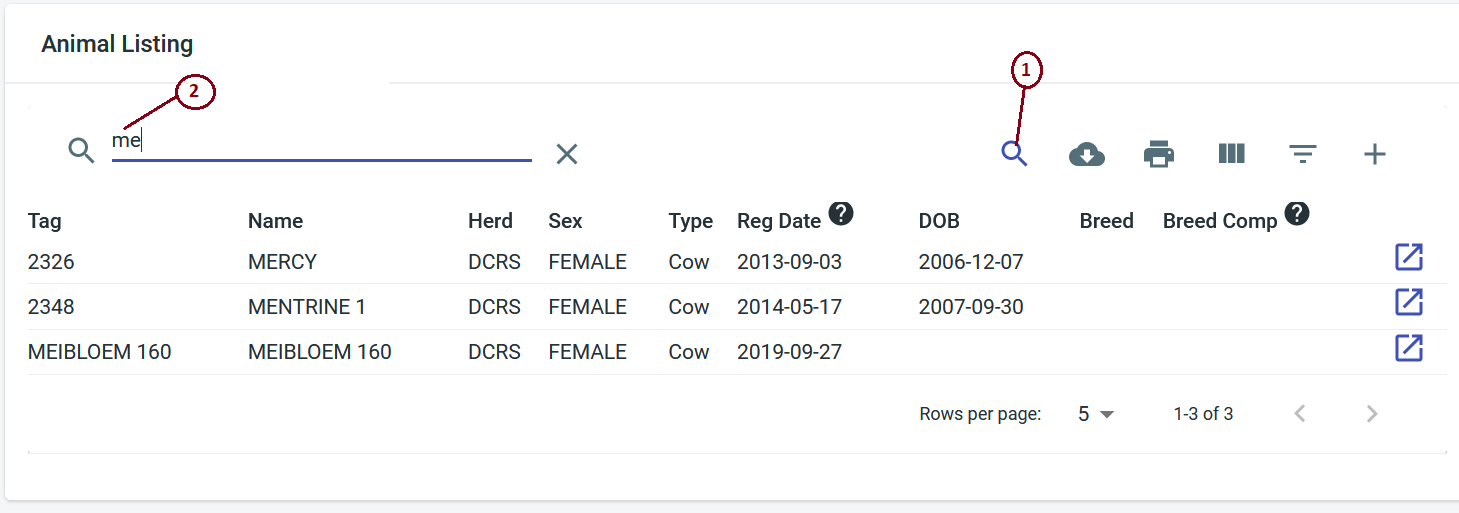 Animal Listing
1
2
me
Tag Name Herd Sex Type Reg Date ? DOB Breed Breed Comp ?
2326 MERCY DCRS FEMALE Cow 2013-09-03 2006-12-07
2348 MENTRINE 1 DCRS FEMALE Cow 2014-05-17 2007-09-30
MEIBLOEM 160 MEIBLOEM 160 DCRS FEMALE Cow 2019-09-27
Rows per page: 5 1-3 of 3